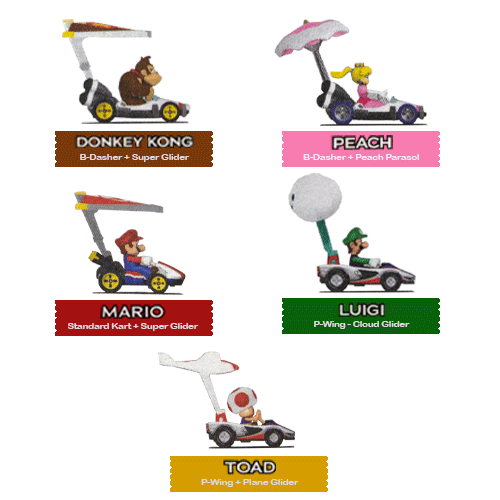 DONKEY KONG
B-Dasher + Super Glider
PEACH
B-Dasher + Peach Parasol
MARIO
Standard Kart + Super Glider
LUIGI
P-Wing - Cloud Glider
TOAD
P-Wing + Plane Glider